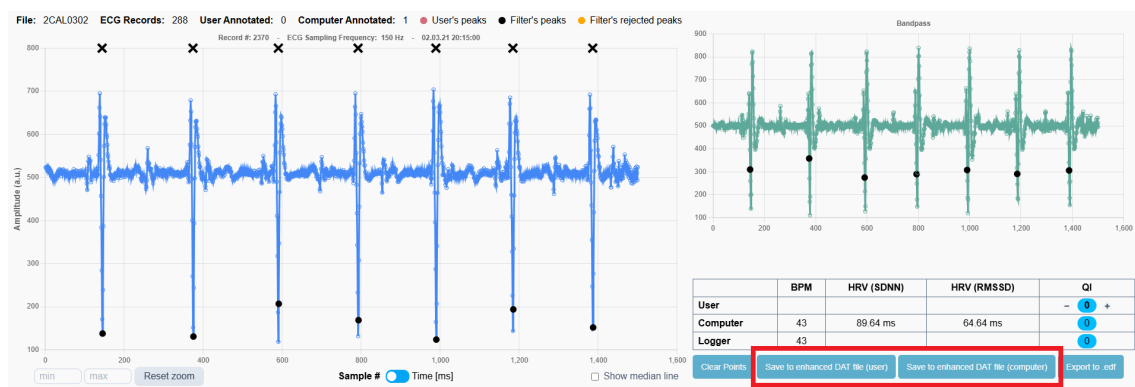 File: 2CAL0302 ECG Records: 288 User Annotated: 0 Computer Annotated: 1 User's peaks Filter's peaks Filter's rejected peaks
Record #: 2370 - ECG Sampling Frequency: 150 Hz - 02.03.21 20:15:00
Amplitude (a.u.)
800
700
600
500
400
300
200
100
0 200 400 600 800 1,000 1,200 1,400 1,600
min max Reset zoom Sample # Time [ms] Show median line
Bandpass
900
800
700
600
500
400
300
200
100
0 200 400 600 800 1,000 1,200 1,400 1,600
BPM HRV (SDNN) HRV (RMSSD) QI
User - 0 +
Computer 43 89.64 ms 64.64 ms 0
Logger 43 0
Clear Points Save to enhanced DAT file (user) Save to enhanced DAT file (computer) Export to .edf